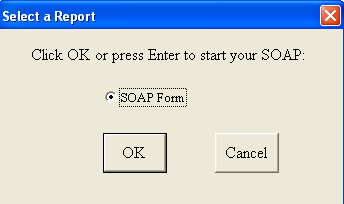 Select a Report
Click OK or press Enter to start your SOAP:
SOAP Form
OK
Cancel